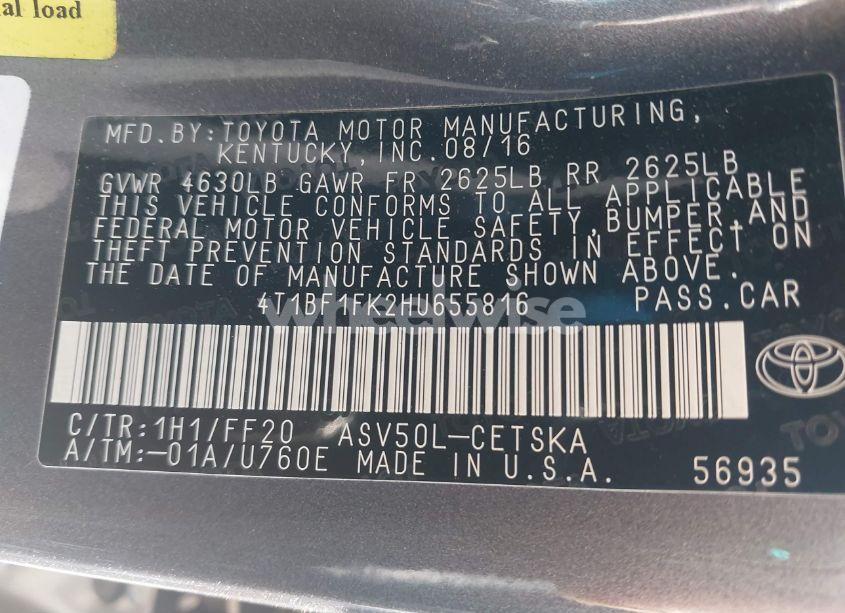 al load
MFD.BY:TOYOTA MOTOR MANUFACTURING,
KENTUCKY,INC.08/16
GVWR 4630LB GAWR FR 2625LB RR 2625LB
THIS VEHICLE CONFORMS TO ALL APPLICABLE
FEDERAL MOTOR VEHICLE SAFETY,BUMPER,AND
THEFT PREVENTION STANDARDS IN EFFECT ON
THE DATE OF MANUFACTURE SHOWN ABOVE.
4T1BF1FK2HU655816 PASS.CAR
wheelwise
C/TR:1H1/FF20 ASV50L-CETSKA
A/TM:-01A/U760E MADE IN U.S.A. 56935